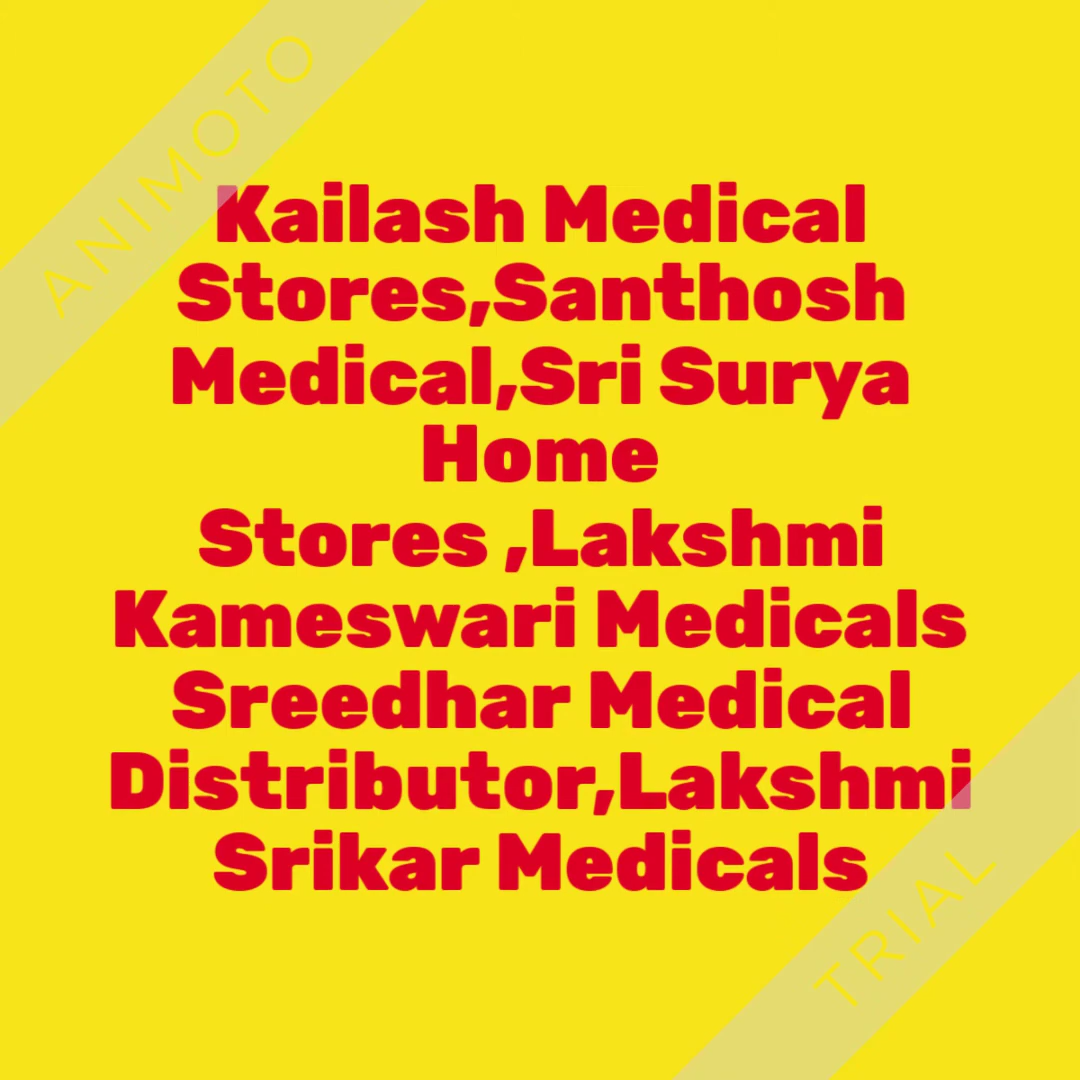 ANIMOTO
Kailash Medical
Stores,Santhosh
Medical,Sri Surya
Home
Stores ,Lakshmi
Kameswari Medicals
Sreedhar Medical
Distributor,Lakshmi
Srikar Medicals
TRIAL